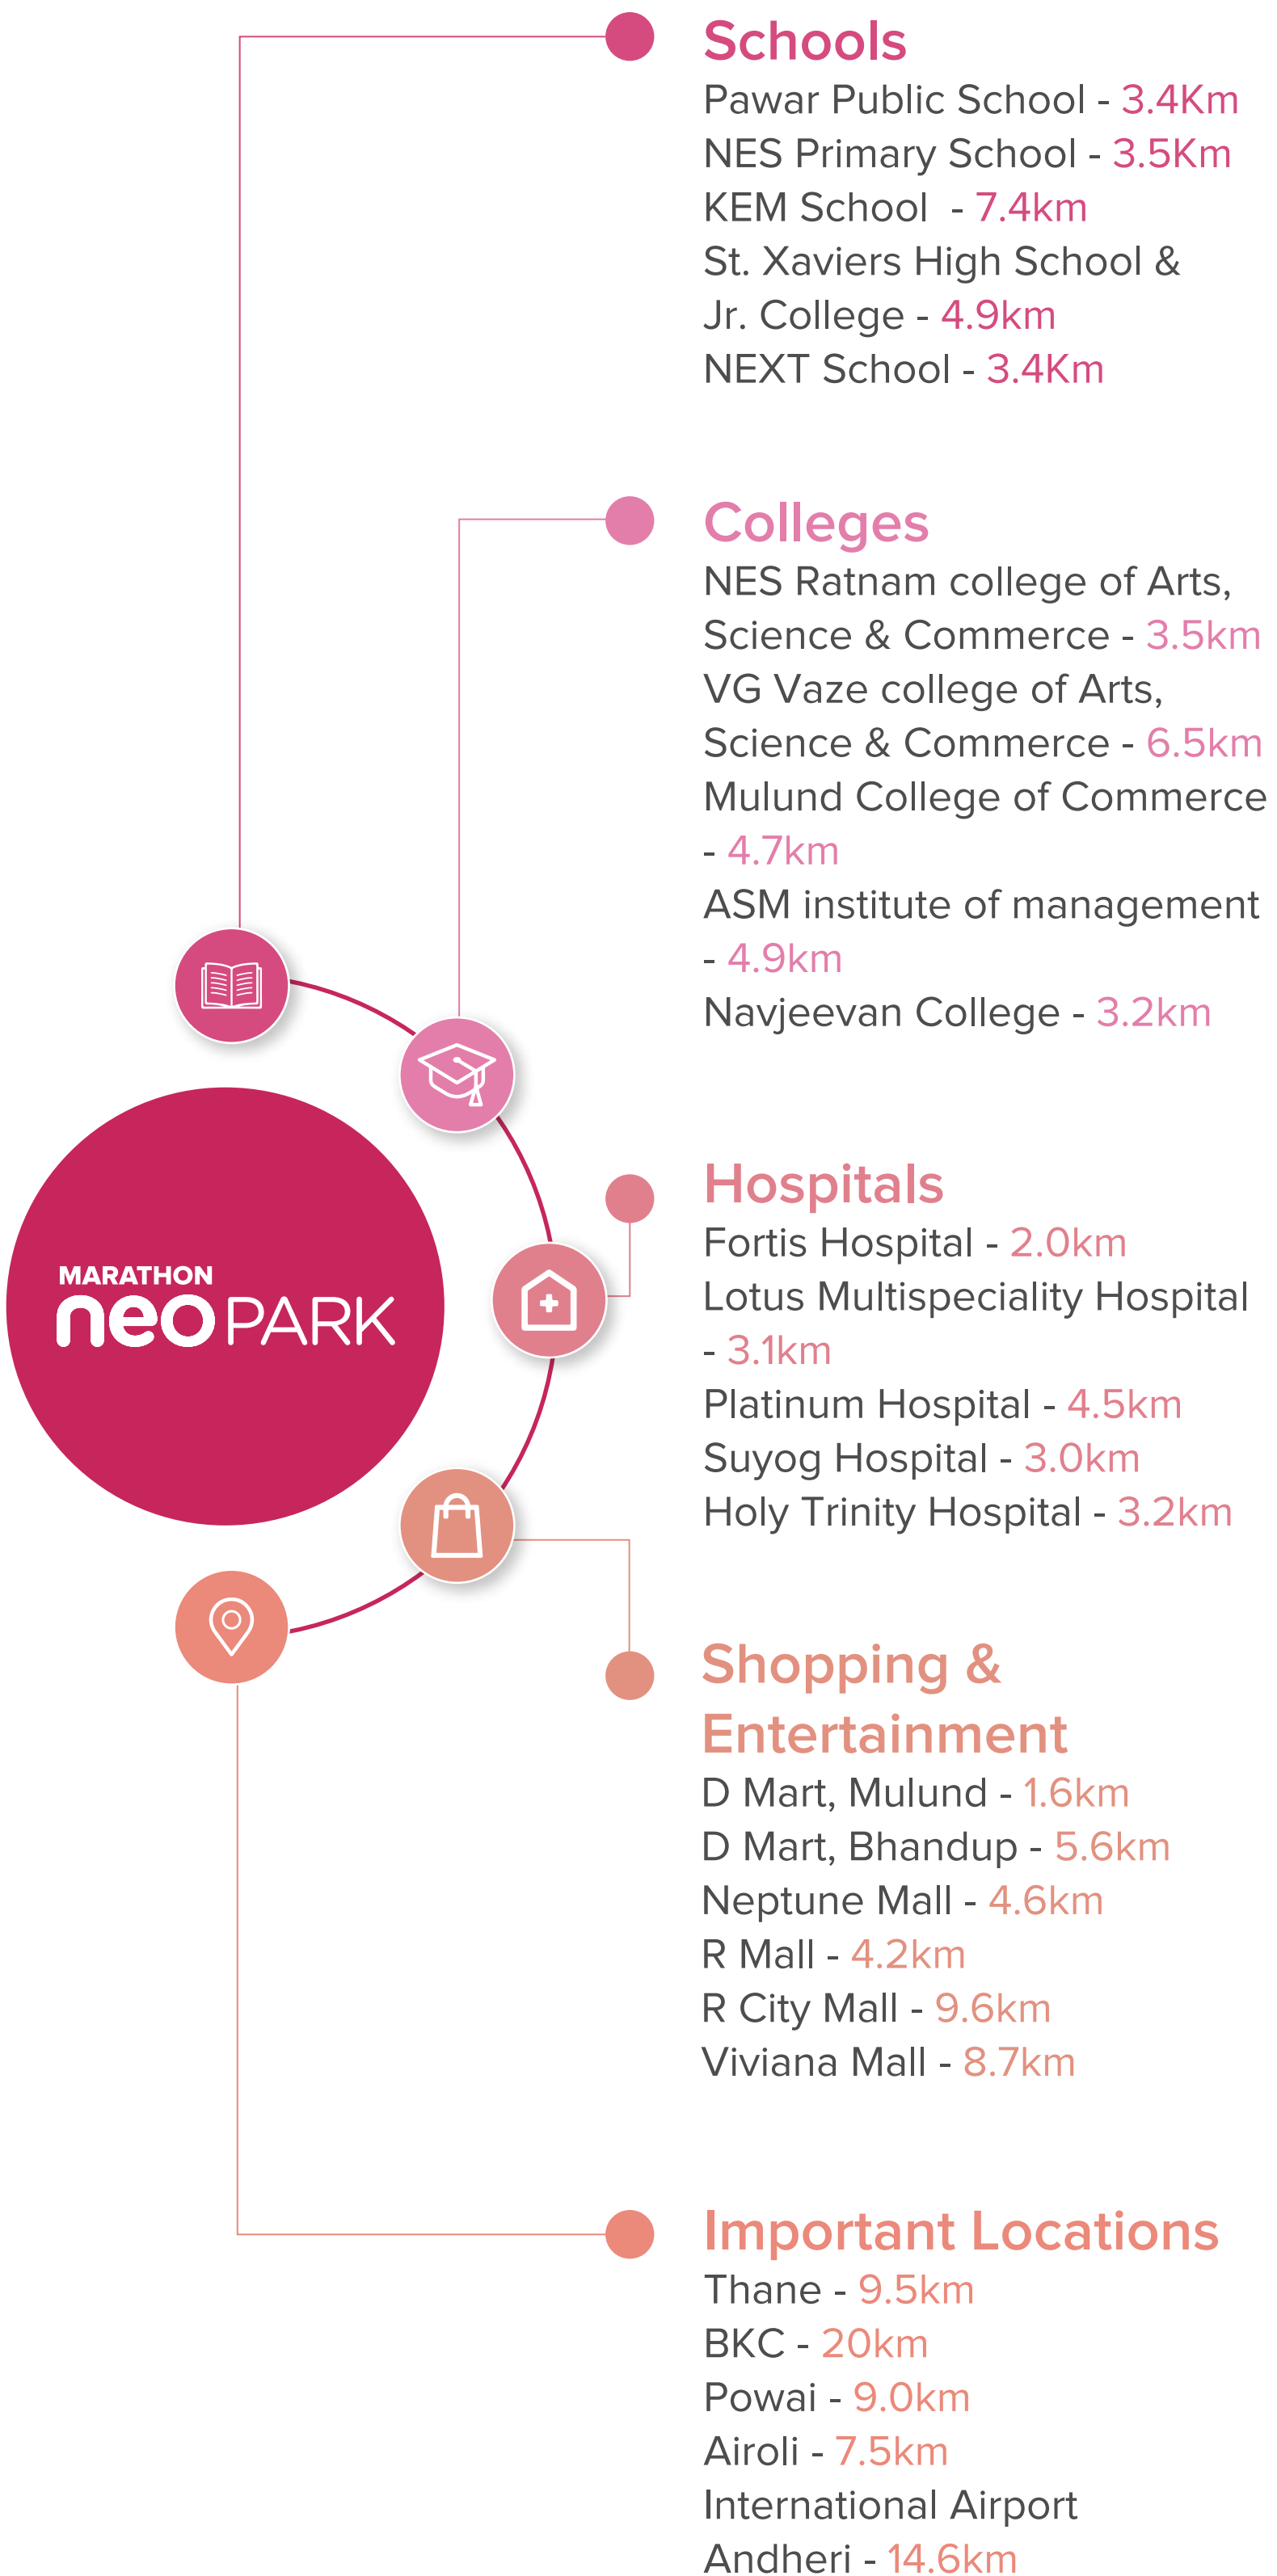 Schools
Pawar Public School - 3.4Km
NES Primary School - 3.5Km
KEM School - 7.4km
St. Xaviers High School &
Jr. College - 4.9km
NEXT School - 3.4Km
Colleges
NES Ratnam college of Arts,
Science & Commerce - 3.5km
VG Vaze college of Arts,
Science & Commerce - 6.5km
Mulund College of Commerce
- 4.7km
ASM institute of management
- 4.9km
Navjeevan College - 3.2km
MARATHON
neo PARK
Hospitals
Fortis Hospital - 2.0km
Lotus Multispeciality Hospital
- 3.1km
Platinum Hospital - 4.5km
Suyog Hospital - 3.0km
Holy Trinity Hospital - 3.2km
Shopping &
Entertainment
D Mart, Mulund - 1.6km
D Mart, Bhandup - 5.6km
Neptune Mall - 4.6km
R Mall - 4.2km
R City Mall - 9.6km
Viviana Mall - 8.7km
Important Locations
Thane - 9.5km
BKC - 20km
Powai - 9.0km
Airoli - 7.5km
International Airport
Andheri - 14.6km